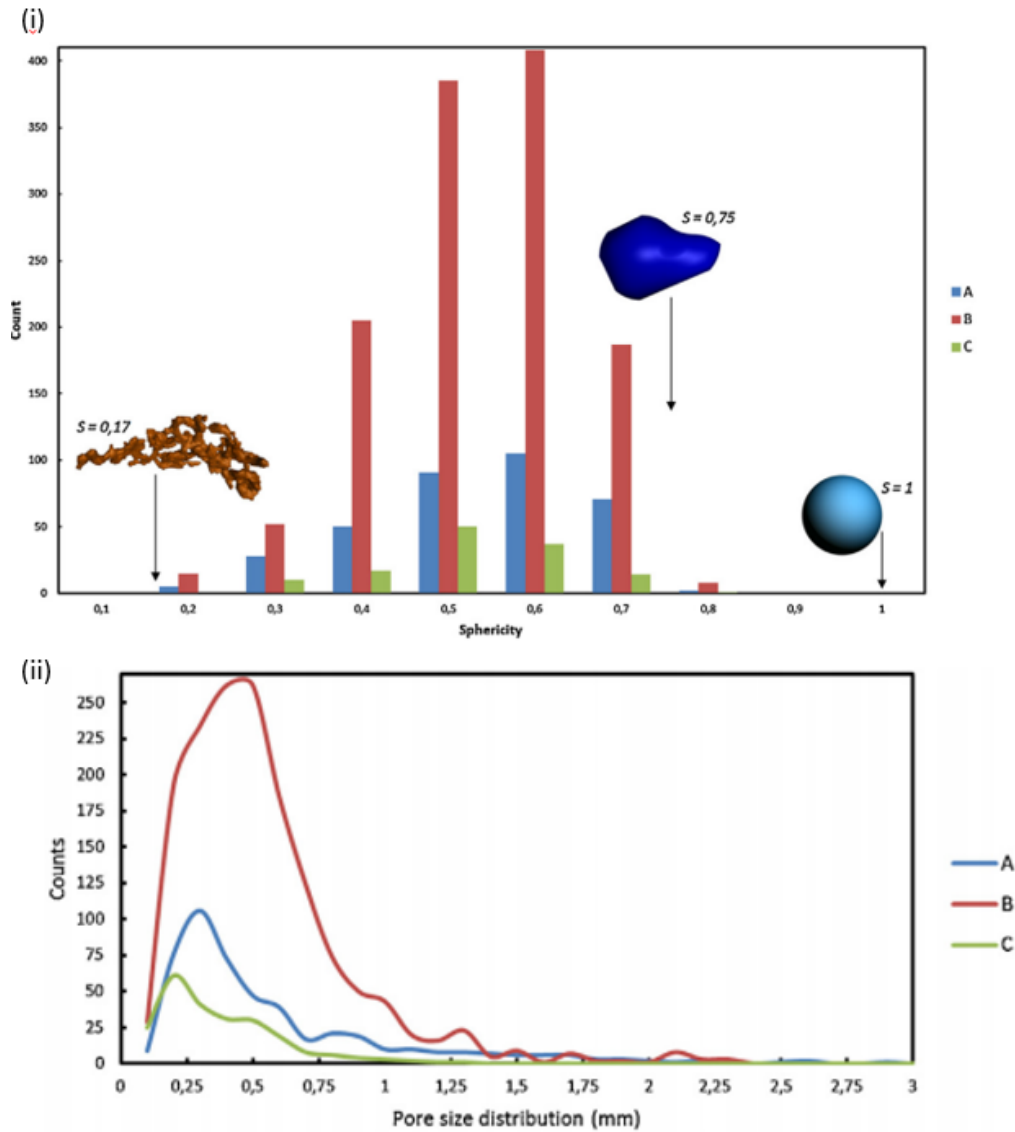 (i)
400
350
300
250
200
150
100
50
0
Count
S = 0,17
S = 0,75
S = 1
0,1 0,2 0,3 0,4 0,5 0,6 0,7 0,8 0,9 1
Sphericity
A
B
C
(ii)
250
225
200
175
150
125
100
75
50
25
0
Counts
0 0,25 0,5 0,75 1 1,25 1,5 1,75 2 2,25 2,5 2,75 3
Pore size distribution (mm)
A
B
C